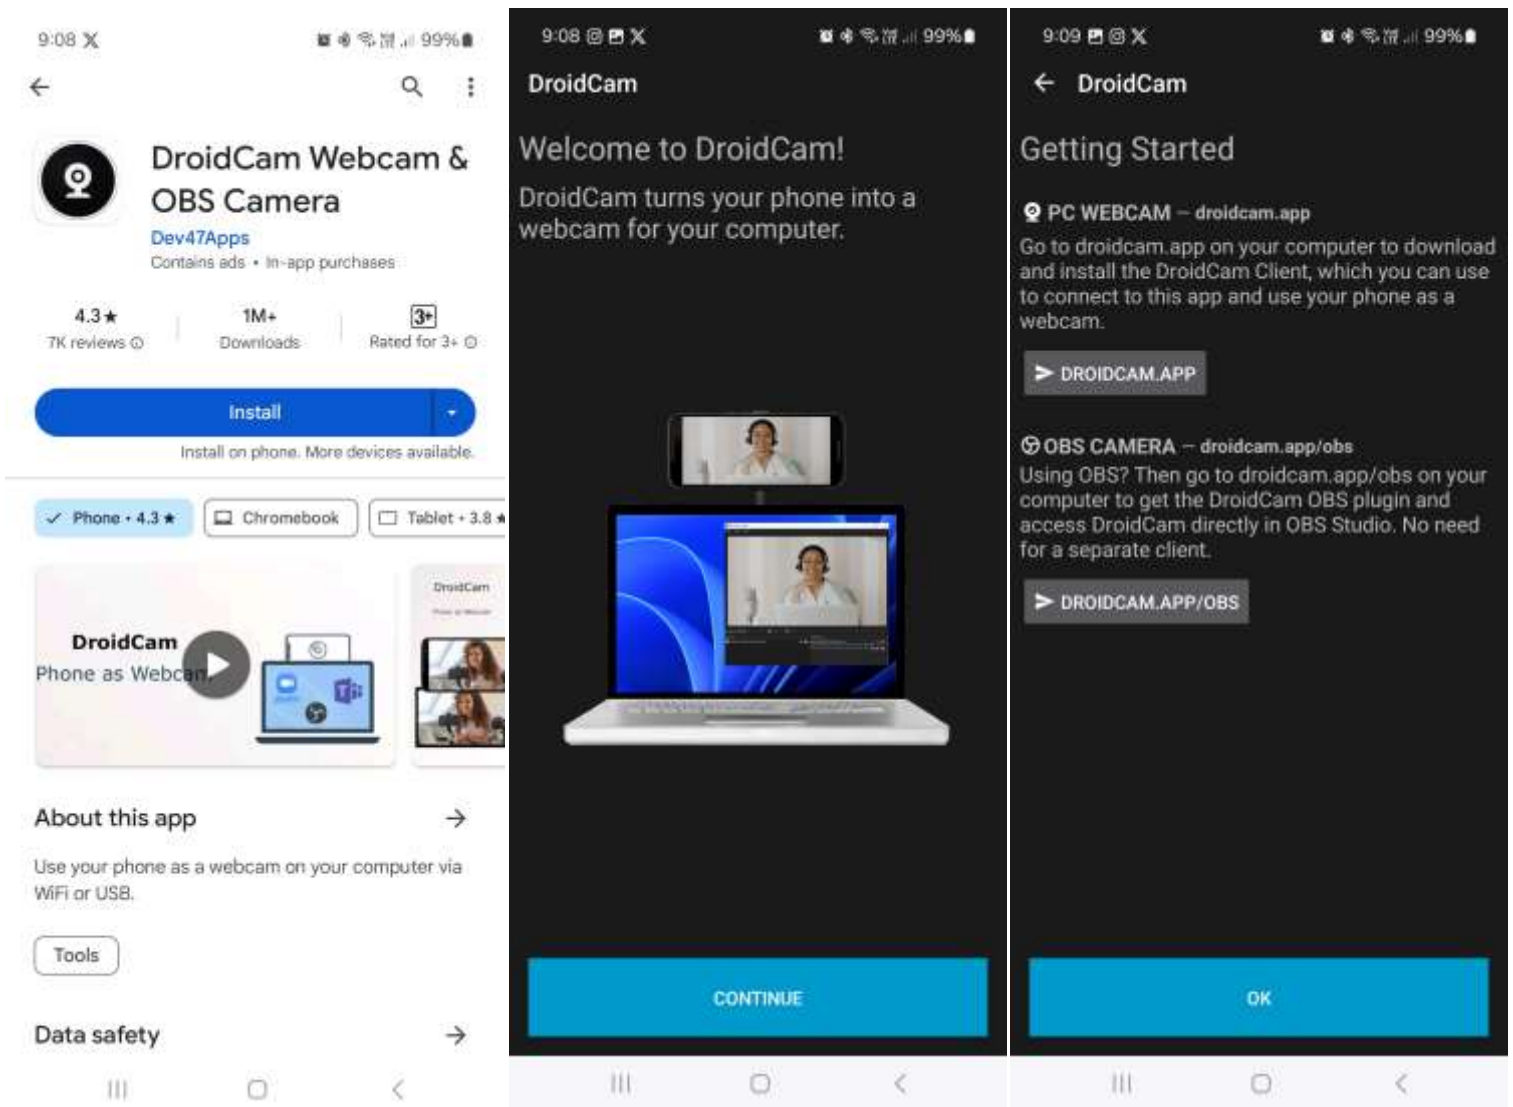 9:08 X
99%
DroidCam Webcam &
OBS Camera
Dev47Apps
Contains ads • In-app purchases
4.3★
7K reviews
1M+
Downloads
3+
Rated for 3+
Install
Install on phone. More devices available.
Phone • 4.3 ★
Chromebook
Tablet • 3.8 ★
DroidCam
Phone as Webcam
DroidCam
About this app
Use your phone as a webcam on your computer via
WiFi or USB.
Tools
Data safety
9:08 X
99%
DroidCam
Welcome to DroidCam!
DroidCam turns your phone into a
webcam for your computer.
CONTINUE
9:09 X
99%
DroidCam
Getting Started
PC WEBCAM – droidcam.app
Go to droidcam.app on your computer to download
and install the DroidCam Client, which you can use
to connect to this app and use your phone as a
webcam.
DROIDCAM.APP
OBS CAMERA – droidcam.app/obs
Using OBS? Then go to droidcam.app/obs on your
computer to get the DroidCam OBS plugin and
access DroidCam directly in OBS Studio. No need
for a separate client.
DROIDCAM.APP/OBS
OK